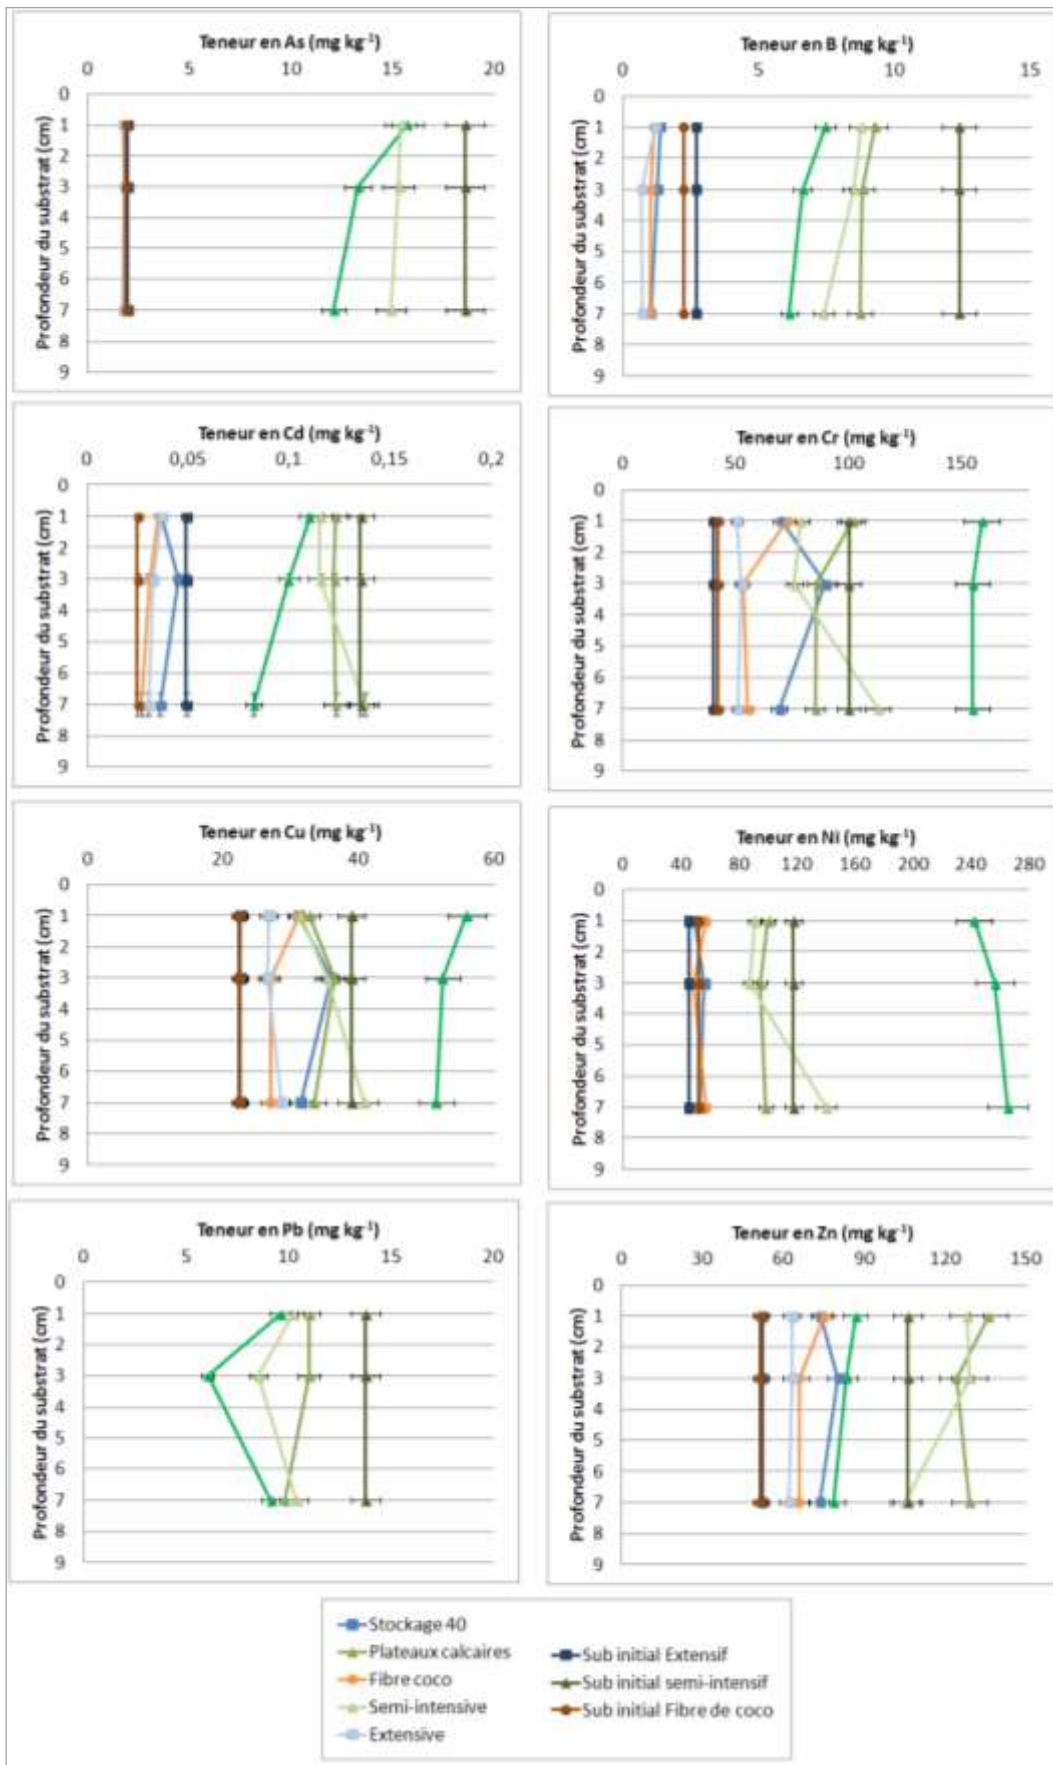 Teneur en As (mg kg⁻¹)
0 5 10 15 20
Profondeur du substrat (cm)
0
1
2
3
4
5
6
7
8
9
Teneur en B (mg kg⁻¹)
0 5 10 15
Profondeur du substrat (cm)
0
1
2
3
4
5
6
7
8
9
Teneur en Cd (mg kg⁻¹)
0 0,05 0,1 0,15 0,2
Profondeur du substrat (cm)
0
1
2
3
4
5
6
7
8
9
Teneur en Cr (mg kg⁻¹)
0 50 100 150
Profondeur du substrat (cm)
0
1
2
3
4
5
6
7
8
9
Teneur en Cu (mg kg⁻¹)
0 20 40 60
Profondeur du substrat (cm)
0
1
2
3
4
5
6
7
8
9
Teneur en Ni (mg kg⁻¹)
0 40 80 120 160 200 240 280
Profondeur du substrat (cm)
0
1
2
3
4
5
6
7
8
9
Teneur en Pb (mg kg⁻¹)
0 5 10 15 20
Profondeur du substrat (cm)
0
1
2
3
4
5
6
7
8
9
Teneur en Zn (mg kg⁻¹)
0 30 60 90 120 150
Profondeur du substrat (cm)
0
1
2
3
4
5
6
7
8
9
Stockage 40
Plateaux calcaires
Fibre coco
Semi-intensive
Extensive
Sub initial Extensif
Sub initial semi-intensif
Sub initial Fibre de coco